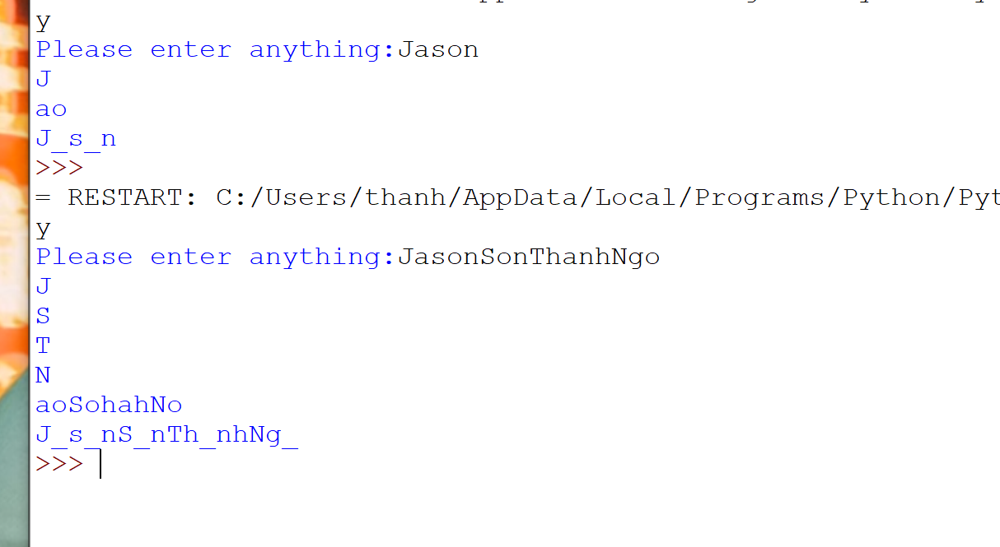 y
Please enter anything:Jason
J
ao
J_s_n
>>>
= RESTART: C:/Users/thanh/AppData/Local/Programs/Python/Pyt
y
Please enter anything:JasonSonThanhNgo
J
S
T
N
aoSohahNo
J_s_nS_nTh_nhNg_
>>>